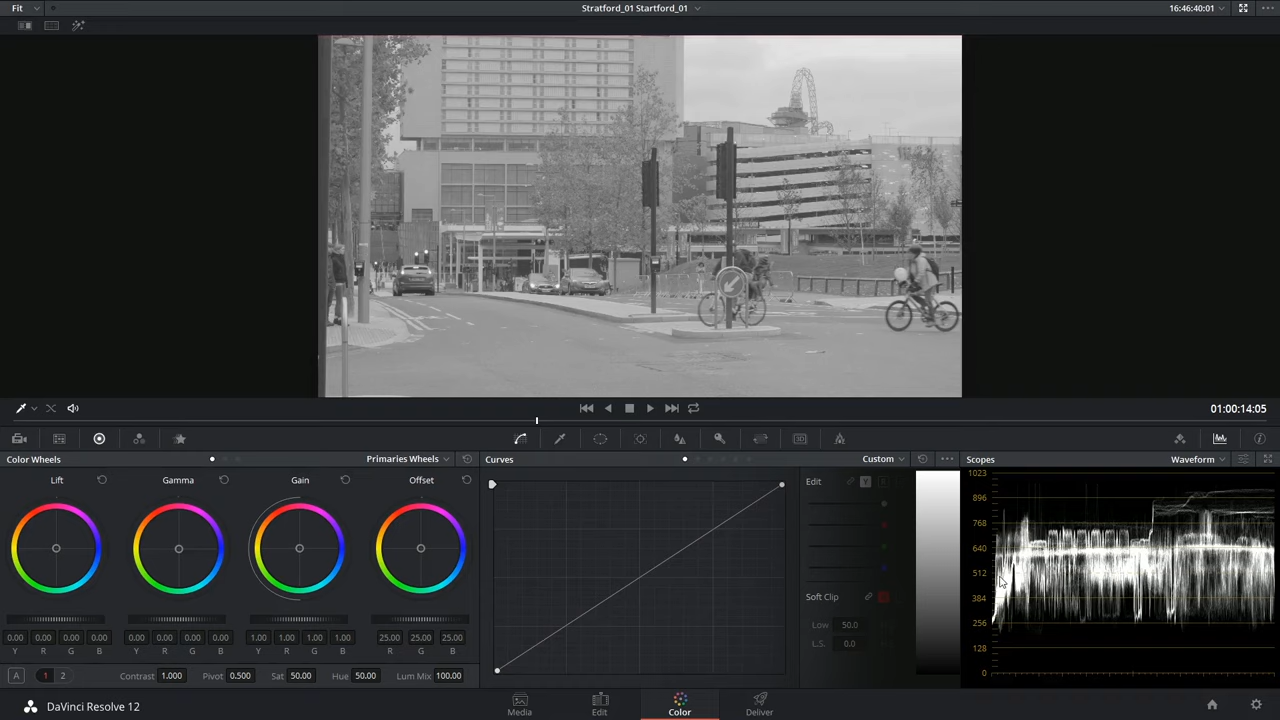 Fit
Stratford_01 Startford_01
16:46:40:01
01:00:14:05
Color Wheels
Primaries Wheels
Curves
Custom
Scopes
Waveform
Lift
Gamma
Gain
Offset
0.00 0.00 0.00 0.00
Y R G B
0.00 0.00 0.00 0.00
Y R G B
1.00 1.00 1.00 1.00
Y R G B
25.00 25.00 25.00
R G B
A 1 2 Contrast 1.000 Pivot 0.500 Sat 50.00 Hue 50.00 Lum Mix 100.00
Edit Y R
Soft Clip
Low 50.0
L.S. 0.0
1023
896
768
640
512
384
256
128
0
DaVinci Resolve 12
Media
Edit
Color
Deliver